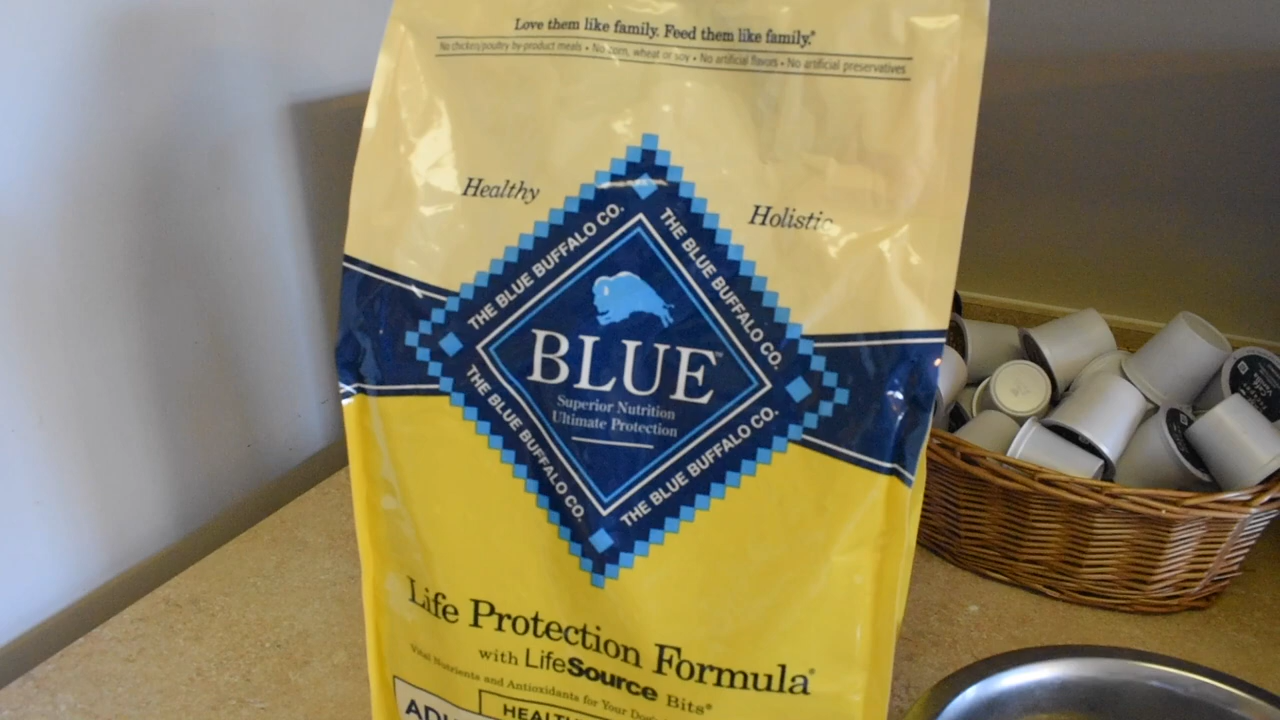 Love them like family. Feed them like family.®
No chicken/poultry by-product meals • No corn, wheat or soy • No artificial flavors • No artificial preservatives
Healthy
Holistic
THE BLUE BUFFALO CO.
THE BLUE BUFFALO CO.
BLUE™
Superior Nutrition
Ultimate Protection
THE BLUE BUFFALO CO.
THE BLUE BUFFALO CO.
Life Protection Formula®
with LifeSource Bits®
Vital Nutrients and Antioxidants for Your Dog's